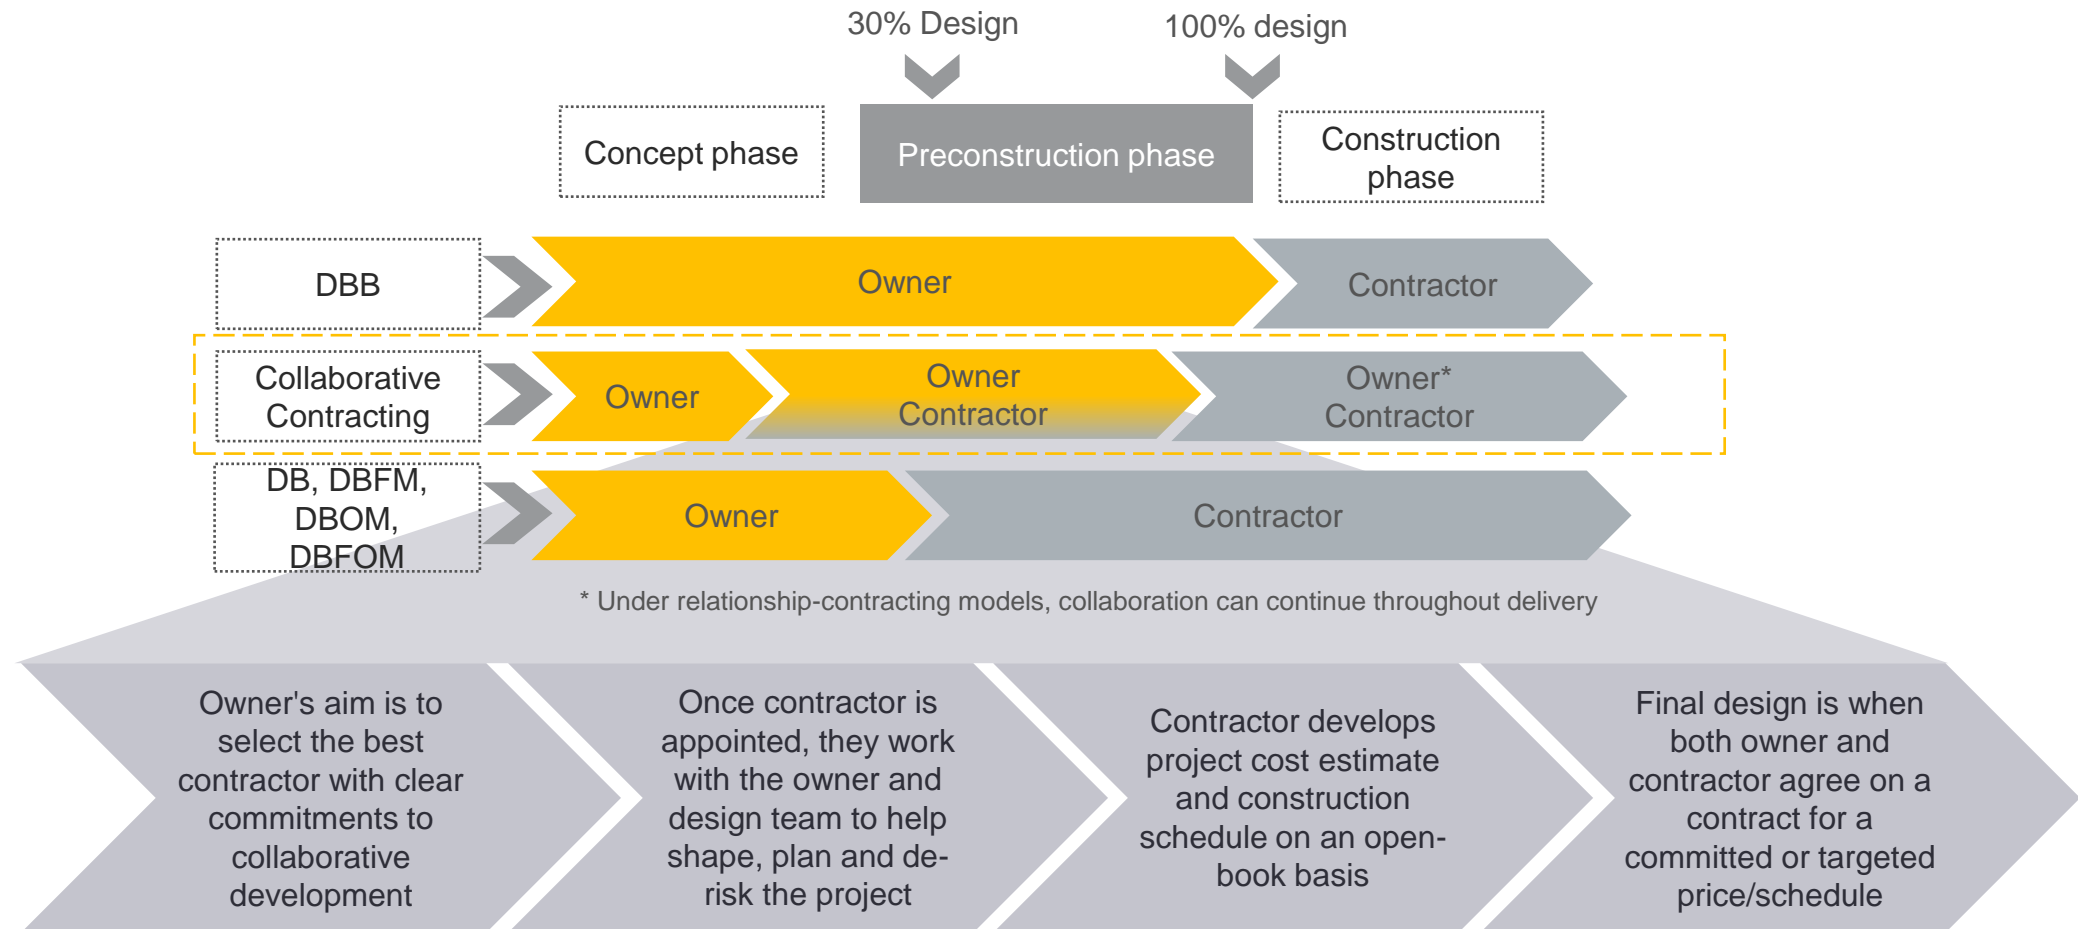 30% Design
100% design
Concept phase
Preconstruction phase
Construction
phase
DBB
Owner
Contractor
Collaborative
Contracting
Owner
Owner
Contractor
Owner*
Contractor
DB, DBFM,
DBOM,
DBFOM
Owner
Contractor
* Under relationship-contracting models, collaboration can continue throughout delivery
Owner's aim is to
select the best
contractor with clear
commitments to
collaborative
development
Once contractor is
appointed, they work
with the owner and
design team to help
shape, plan and de-
risk the project
Contractor develops
project cost estimate
and construction
schedule on an open-
book basis
Final design is when
both owner and
contractor agree on a
contract for a
committed or targeted
price/schedule